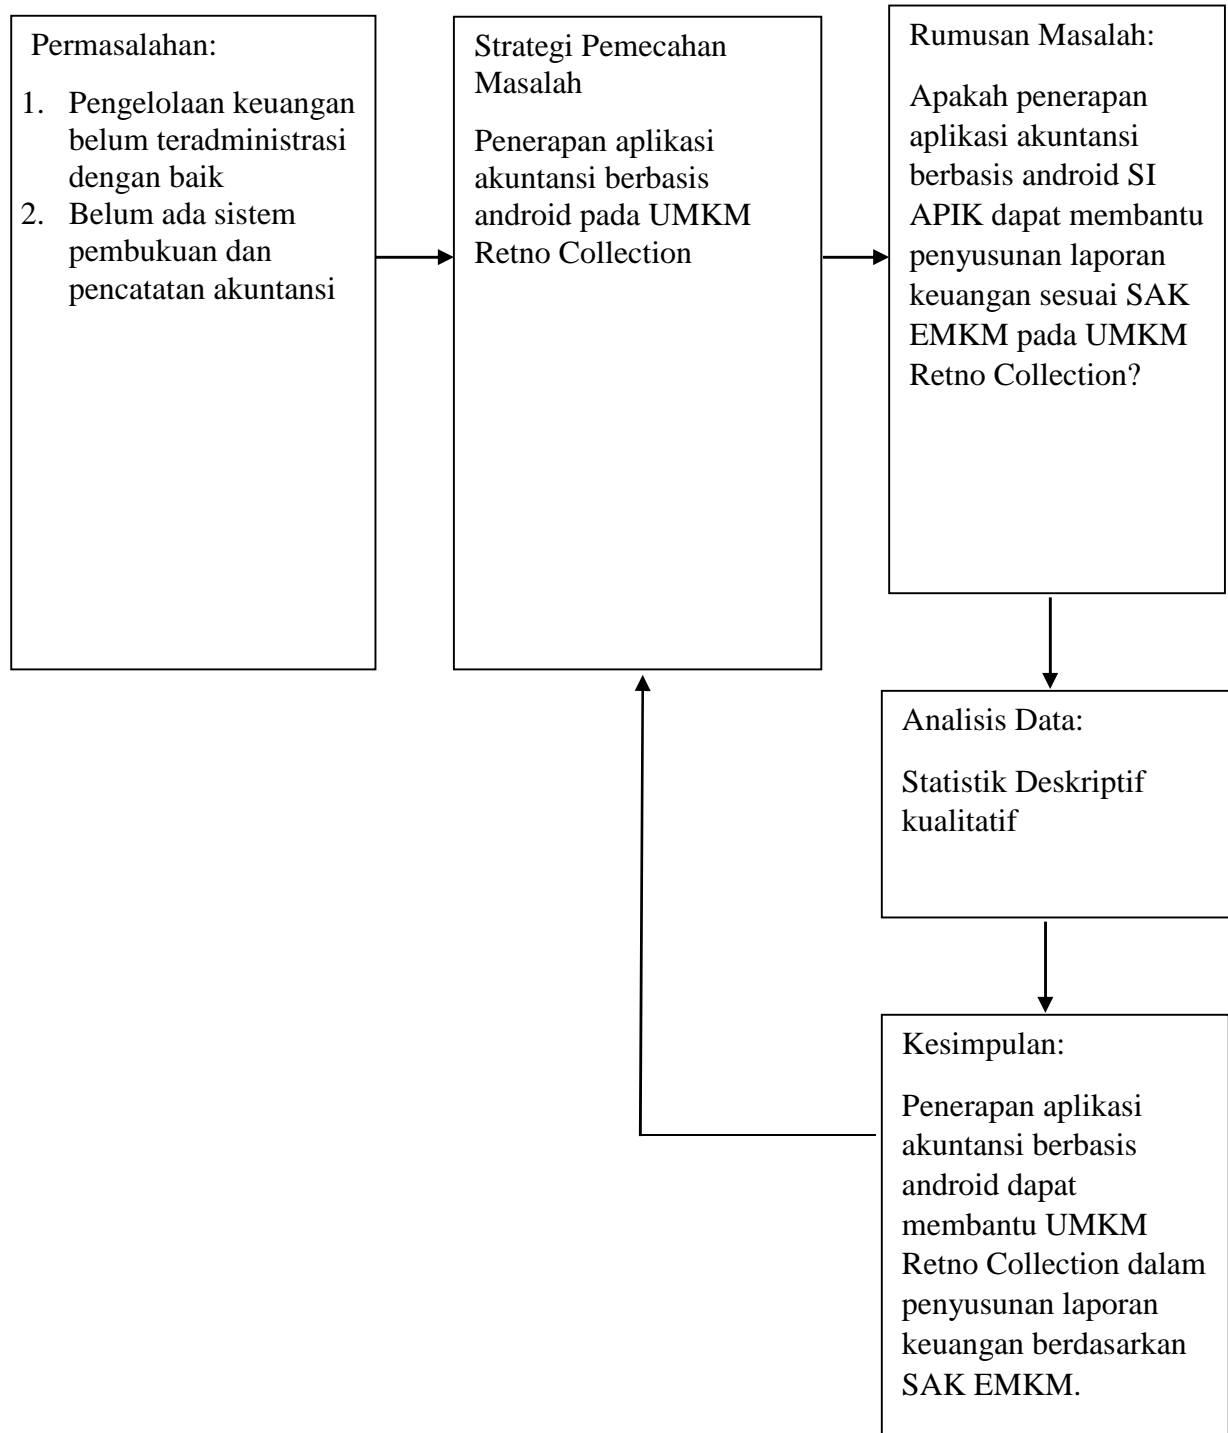 Permasalahan:
1. Pengelolaan keuangan
belum teradministrasi
dengan baik
2. Belum ada sistem
pembukuan dan
pencatatan akuntansi
Strategi Pemecahan
Masalah
Penerapan aplikasi
akuntansi berbasis
android pada UMKM
Retno Collection
Rumusan Masalah:
Apakah penerapan
aplikasi akuntansi
berbasis android SI
APIK dapat membantu
penyusunan laporan
keuangan sesuai SAK
EMKM pada UMKM
Retno Collection?
Analisis Data:
Statistik Deskriptif
kualitatif
Kesimpulan:
Penerapan aplikasi
akuntansi berbasis
android dapat
membantu UMKM
Retno Collection dalam
penyusunan laporan
keuangan berdasarkan
SAK EMKM.